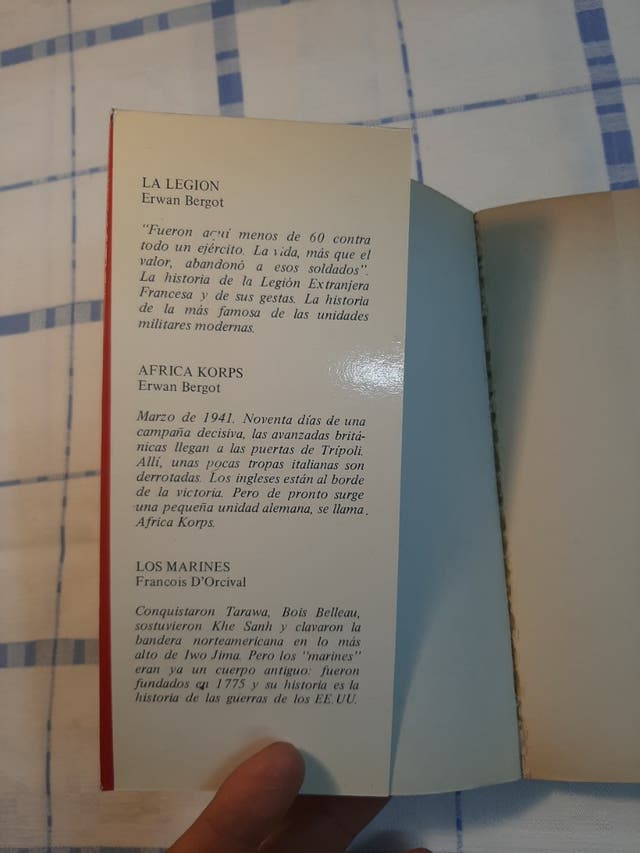 LA LEGION
Erwan Bergot
"Fueron aquí menos de 60 contra
todo un ejército. La vida, más que el
valor, abandonó a esos soldados".
La historia de la Legión Extranjera
Francesa y de sus gestas. La historia
de la más famosa de las unidades
militares modernas.
AFRICA KORPS
Erwan Bergot
Marzo de 1941. Noventa días de una
campaña decisiva, las avanzadas britá-
nicas llegan a las puertas de Trípoli.
Allí, unas pocas tropas italianas son
derrotadas. Los ingleses están al borde
de la victoria. Pero de pronto surge
una pequeña unidad alemana, se llama
Africa Korps.
LOS MARINES
Francois D'Orcival
Conquistaron Tarawa, Bois Belleau,
sostuvieron Khe Sanh y clavaron la
bandera norteamericana en lo más
alto de Iwo Jima. Pero los "marines"
eran ya un cuerpo antiguo: fueron
fundados en 1775 y su historia es la
historia de las guerras de los EE.UU.